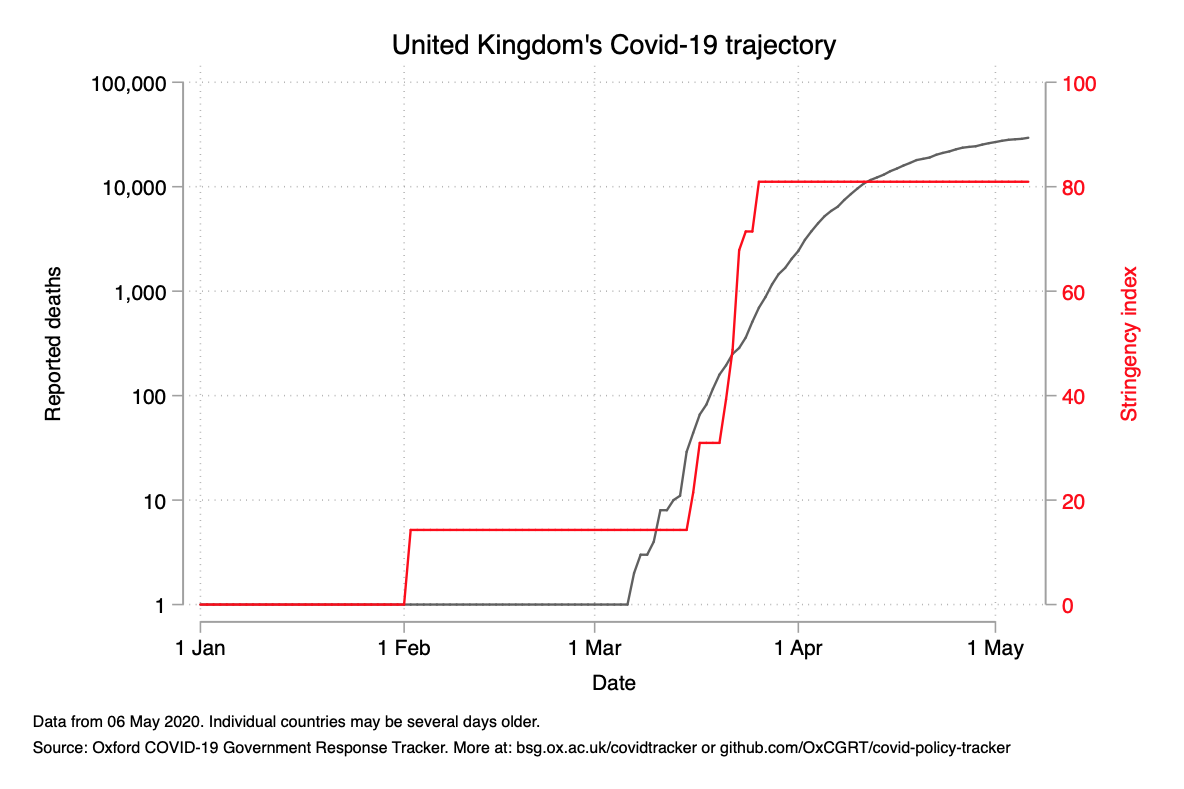 United Kingdom's Covid-19 trajectory
100,000
10,000
1,000
100
10
1
Reported deaths
100
80
60
40
20
0
Stringency index
1 Jan
1 Feb
1 Mar
1 Apr
1 May
Date
Data from 06 May 2020. Individual countries may be several days older.
Source: Oxford COVID-19 Government Response Tracker. More at: bsg.ox.ac.uk/covidtracker or github.com/OxCGRT/covid-policy-tracker